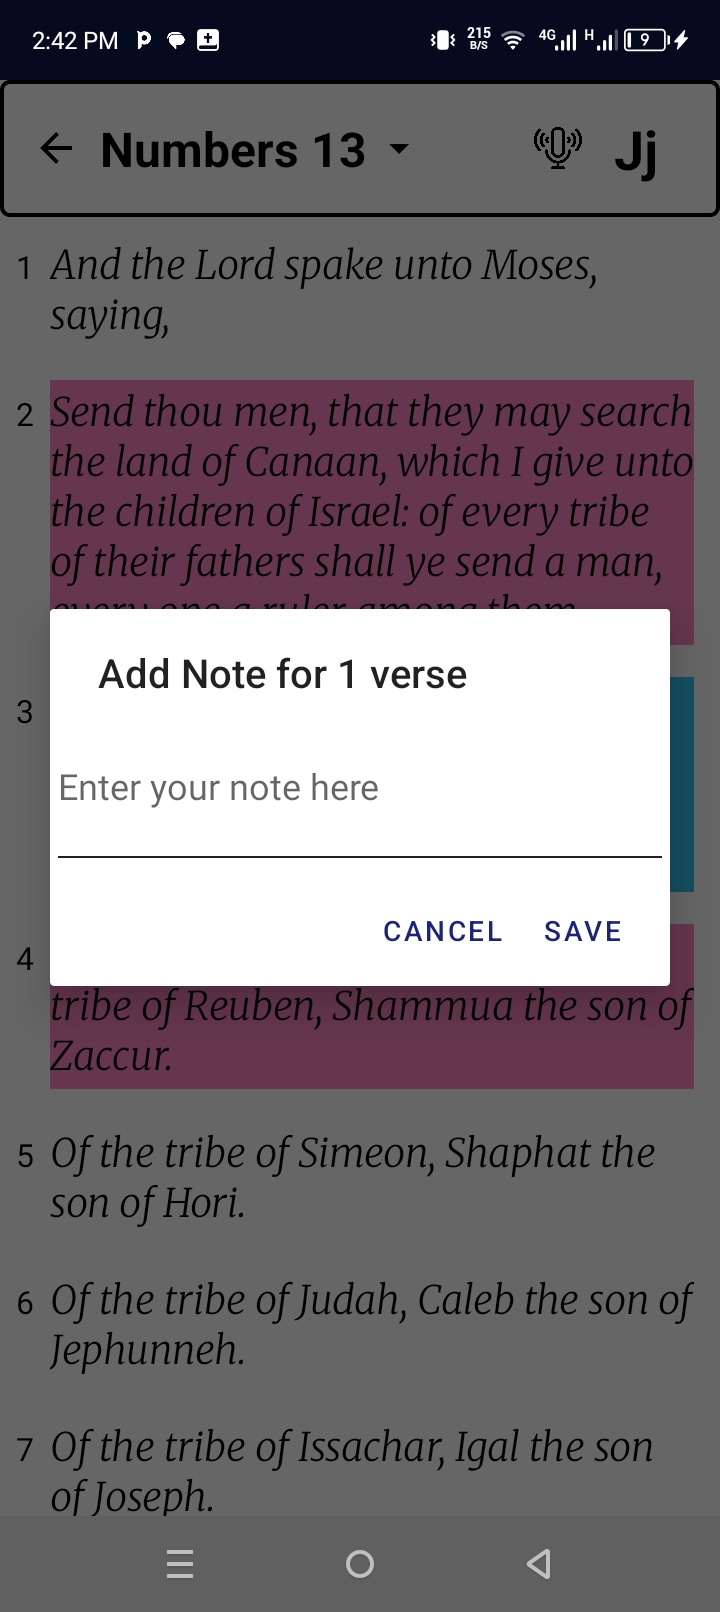 2:42 PM
215
B/S
4G
H
9
Numbers 13
Jj
1 And the Lord spake unto Moses,
saying,
2 Send thou men, that they may search
the land of Canaan, which I give unto
the children of Israel: of every tribe
of their fathers shall ye send a man,
every one a ruler among them.
Add Note for 1 verse
3
Enter your note here
CANCEL SAVE
4
tribe of Reuben, Shammua the son of
Zaccur.
5 Of the tribe of Simeon, Shaphat the
son of Hori.
6 Of the tribe of Judah, Caleb the son of
Jephunneh.
7 Of the tribe of Issachar, Igal the son
of Joseph.